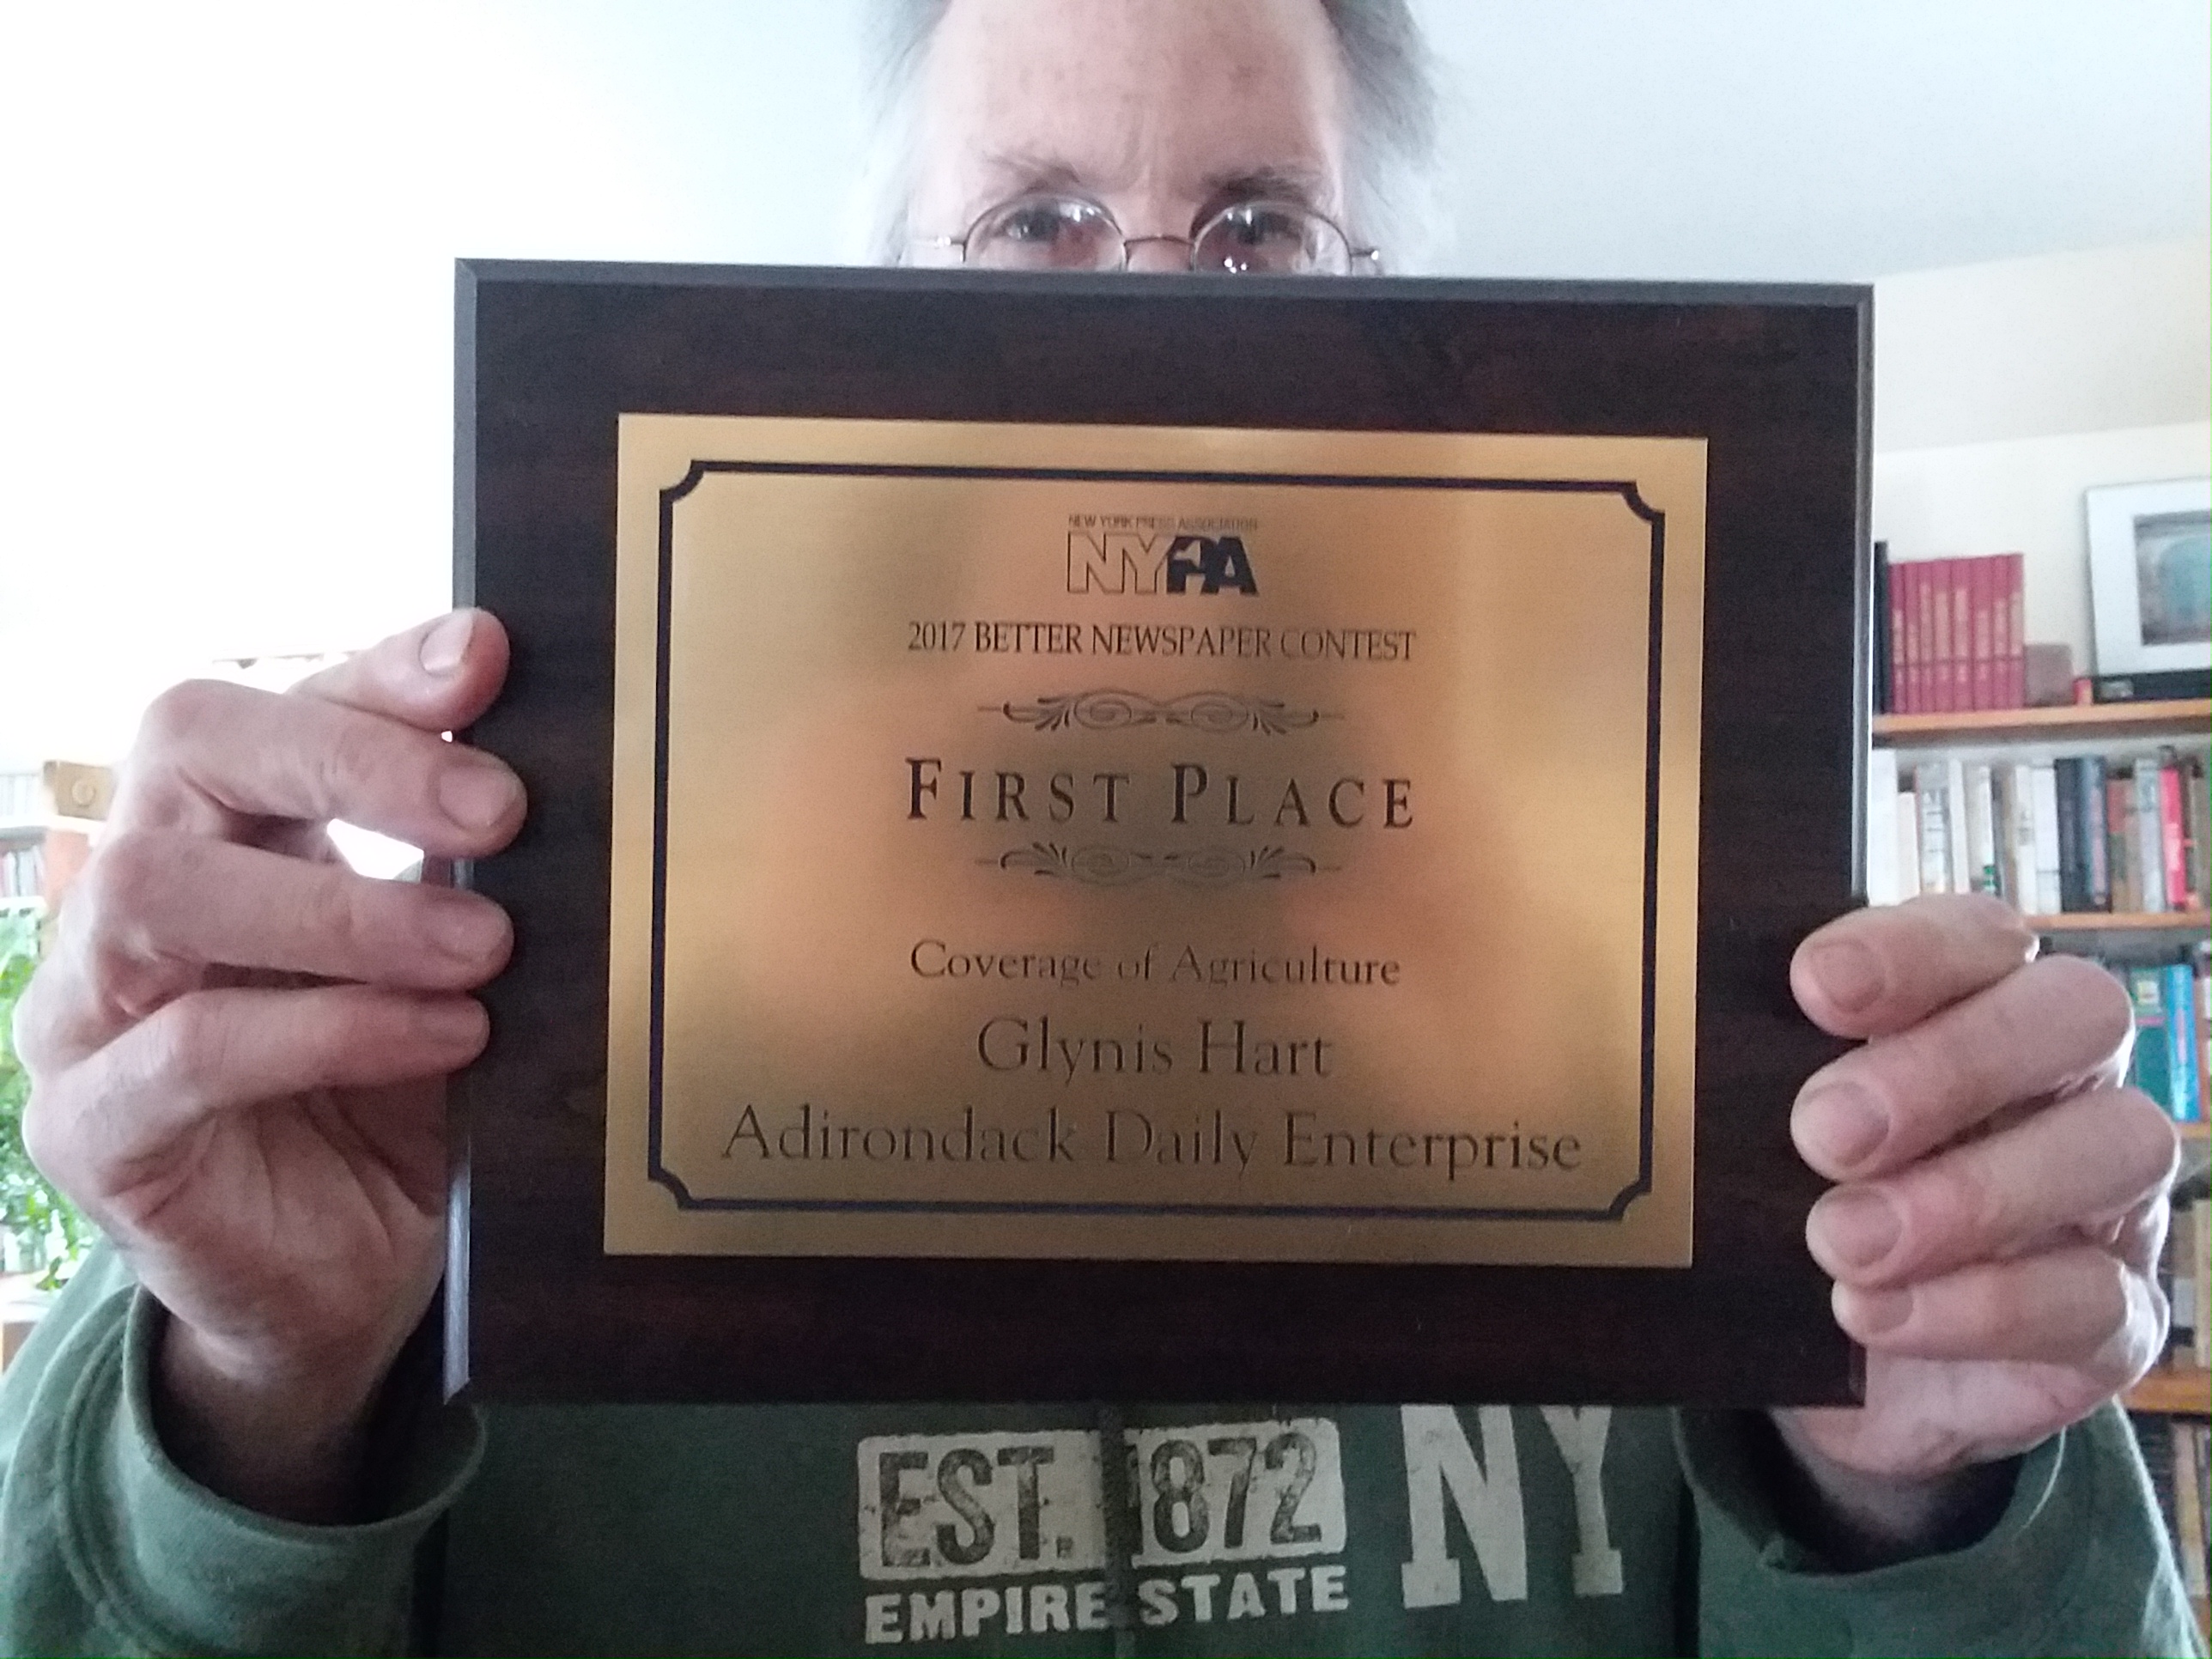 NEW YORK PRESS ASSOCIATION
NYPA
2017 BETTER NEWSPAPER CONTEST
FIRST PLACE
Coverage of Agriculture
Glynis Hart
Adirondack Daily Enterprise
EST. 1872 NY
EMPIRE STATE